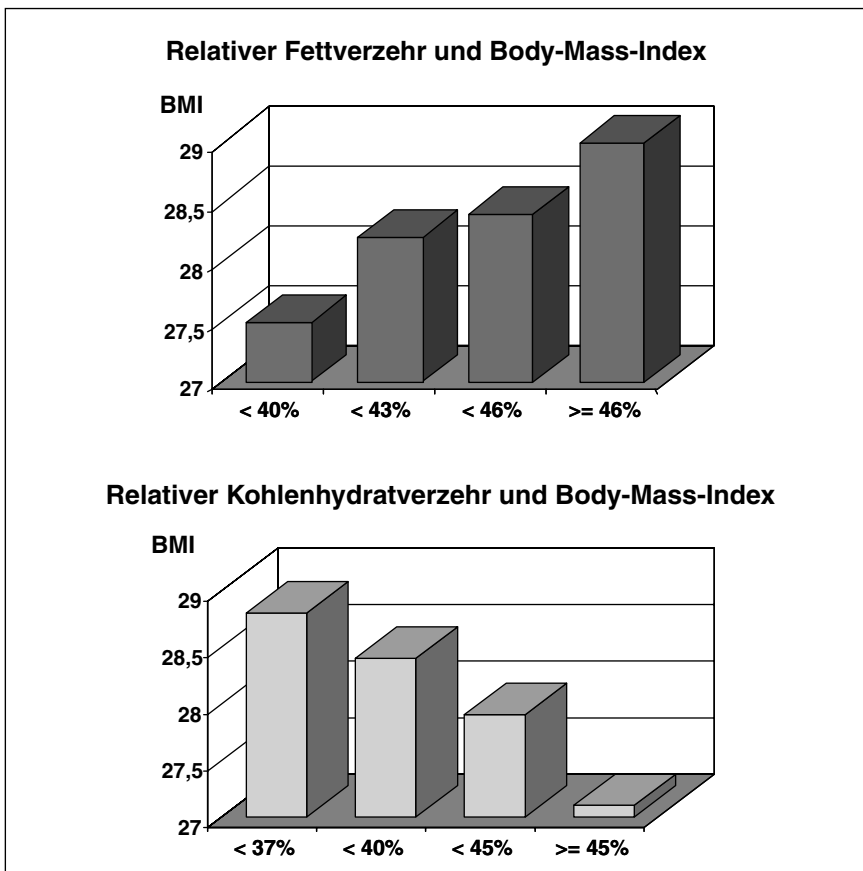 Relativer Fettverzehr und Body-Mass-Index
BMI
29
28,5
28
27,5
27
< 40% < 43% < 46% >= 46%
Relativer Kohlenhydratverzehr und Body-Mass-Index
BMI
29
28,5
28
27,5
27
< 37% < 40% < 45% >= 45%